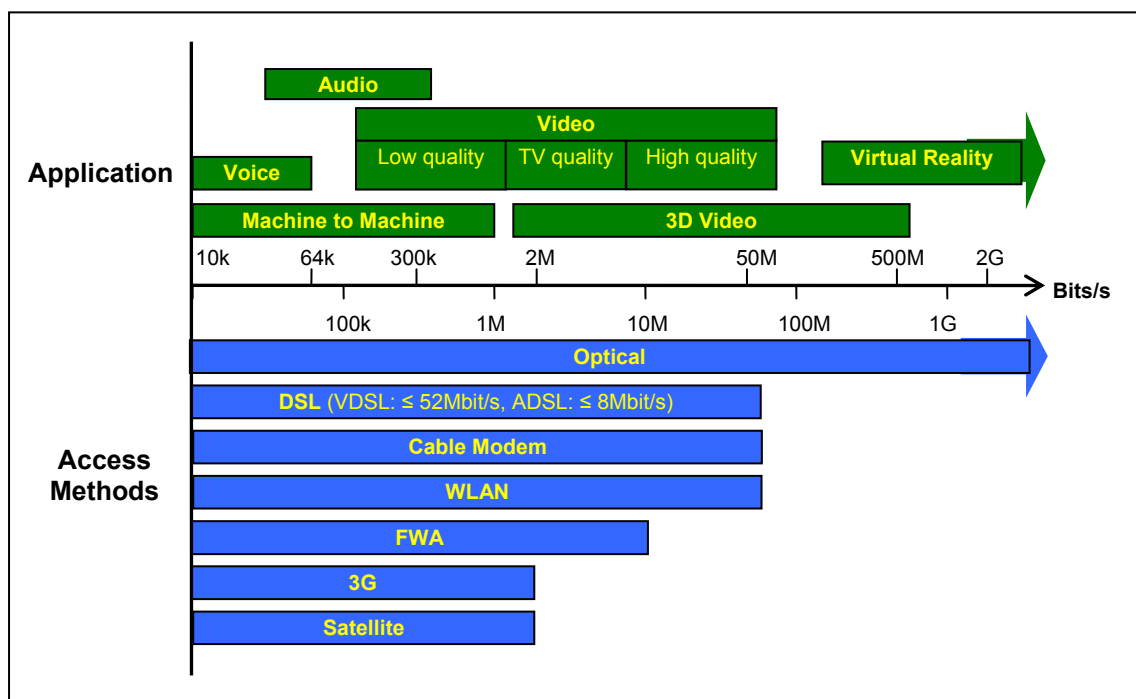 Audio
Video
Low quality TV quality High quality
Application
Voice
Virtual Reality
Machine to Machine
3D Video
10k 64k 300k 2M 50M 500M 2G
Bits/s
100k 1M 10M 100M 1G
Optical
DSL (VDSL: ≤ 52Mbit/s, ADSL: ≤ 8Mbit/s)
Cable Modem
Access
Methods
WLAN
FWA
3G
Satellite